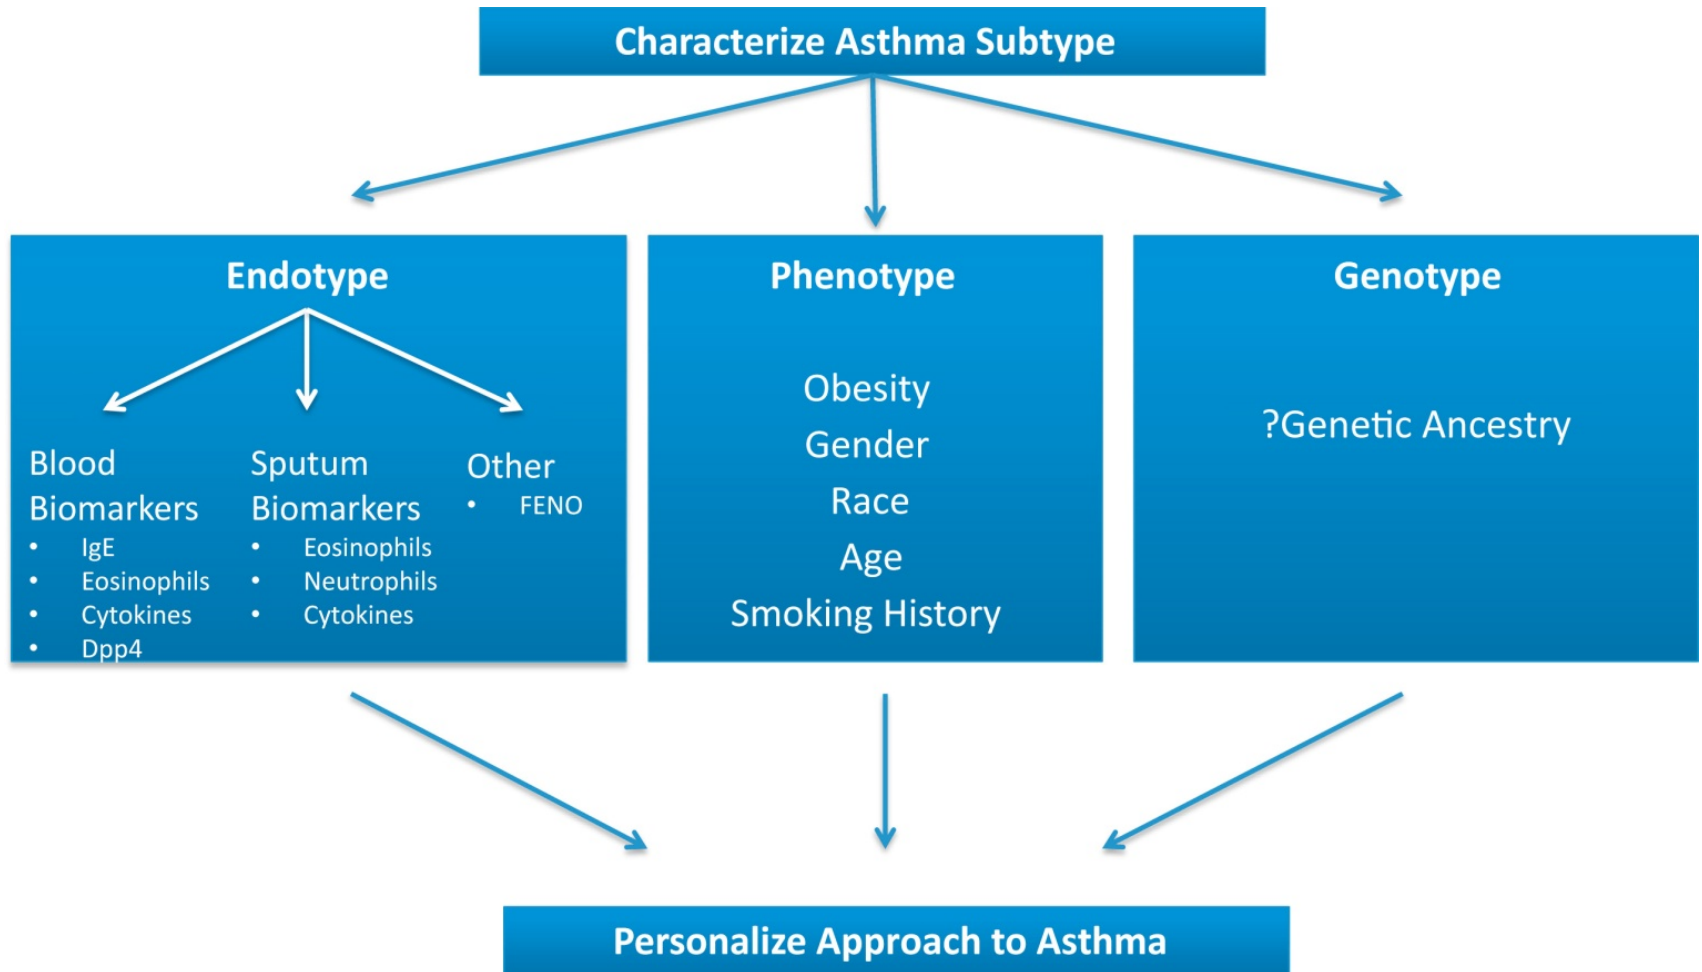 Characterize Asthma Subtype
Endotype
Blood
Biomarkers
• IgE
• Eosinophils
• Cytokines
• Dpp4
Sputum
Biomarkers
• Eosinophils
• Neutrophils
• Cytokines
Other
• FENO
Phenotype
Obesity
Gender
Race
Age
Smoking History
Genotype
?Genetic Ancestry
Personalize Approach to Asthma